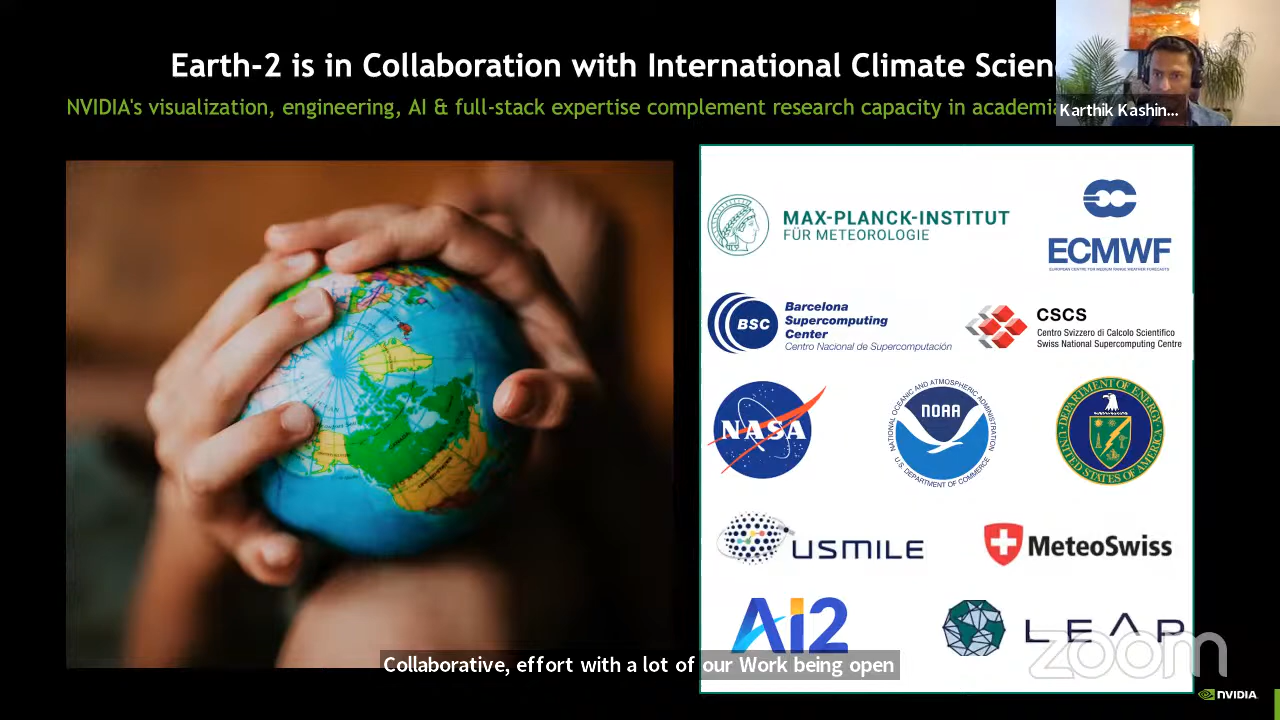 Earth-2 is in Collaboration with International Climate
NVIDIA's visualization, engineering, AI & full-stack expertise complement research capacity in
Karthik Kashin...
MAX-PLANCK-INSTITUT
FÜR METEOROLOGIE
ECMWF
EUROPEAN CENTRE FOR MEDIUM RANGE WEATHER FORECASTS
BSC
Barcelona
Supercomputing
Center
Centro Nacional de Supercomputación
CSCS
Centro Svizzero di Calcolo Scientifico
Swiss National Supercomputing Centre
NASA
NATIONAL OCEANIC AND ATMOSPHERIC ADMINISTRATION
NOAA
U.S. DEPARTMENT OF COMMERCE
DEPARTMENT OF ENERGY
UNITED STATES OF AMERICA
USMILE
MeteoSwiss
AI2
LEAP
zoom
Collaborative, effort with a lot of our Work being open
NVIDIA.